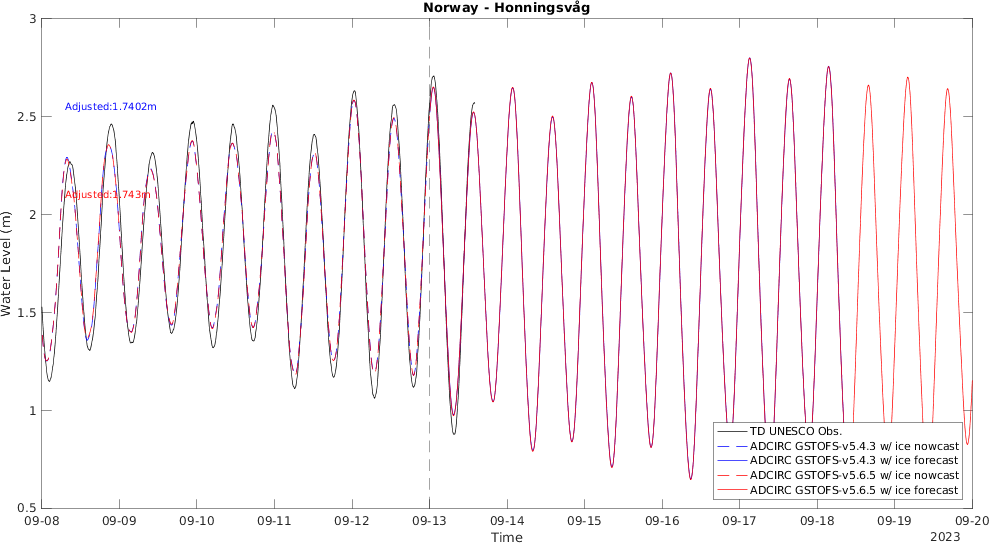 Norway - Honningsvåg
3
2.5
2
1.5
1
0.5
Water Level (m)
Adjusted:1.7402m
Adjusted:1.743m
TD UNESCO Obs.
ADCIRC GSTOFS-v5.4.3 w/ ice nowcast
ADCIRC GSTOFS-v5.4.3 w/ ice forecast
ADCIRC GSTOFS-v5.6.5 w/ ice nowcast
ADCIRC GSTOFS-v5.6.5 w/ ice forecast
09-08 09-09 09-10 09-11 09-12 09-13 09-14 09-15 09-16 09-17 09-18 09-19 09-20
Time
2023